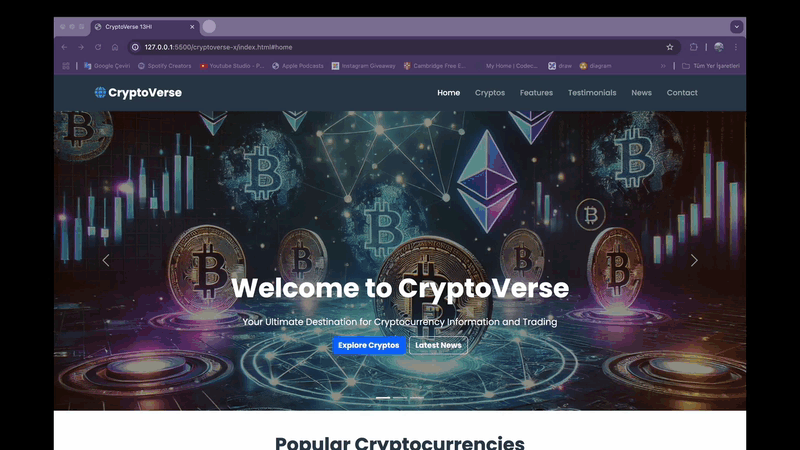 CryptoVerse 13HI
127.0.0.1:5500/cryptoverse-x/index.html#home
Google Çeviri
Spotify Creators
Youtube Studio - P...
Apple Podcasts
Instagram Giveaway
Cambridge Free E...
My Home | Codec...
draw
diagram
Tüm Yer İşaretleri
CryptoVerse
Home
Cryptos
Features
Testimonials
News
Contact
Welcome to CryptoVerse
Your Ultimate Destination for Cryptocurrency Information and Trading
Explore Cryptos
Latest News
Popular Cryptocurrencies